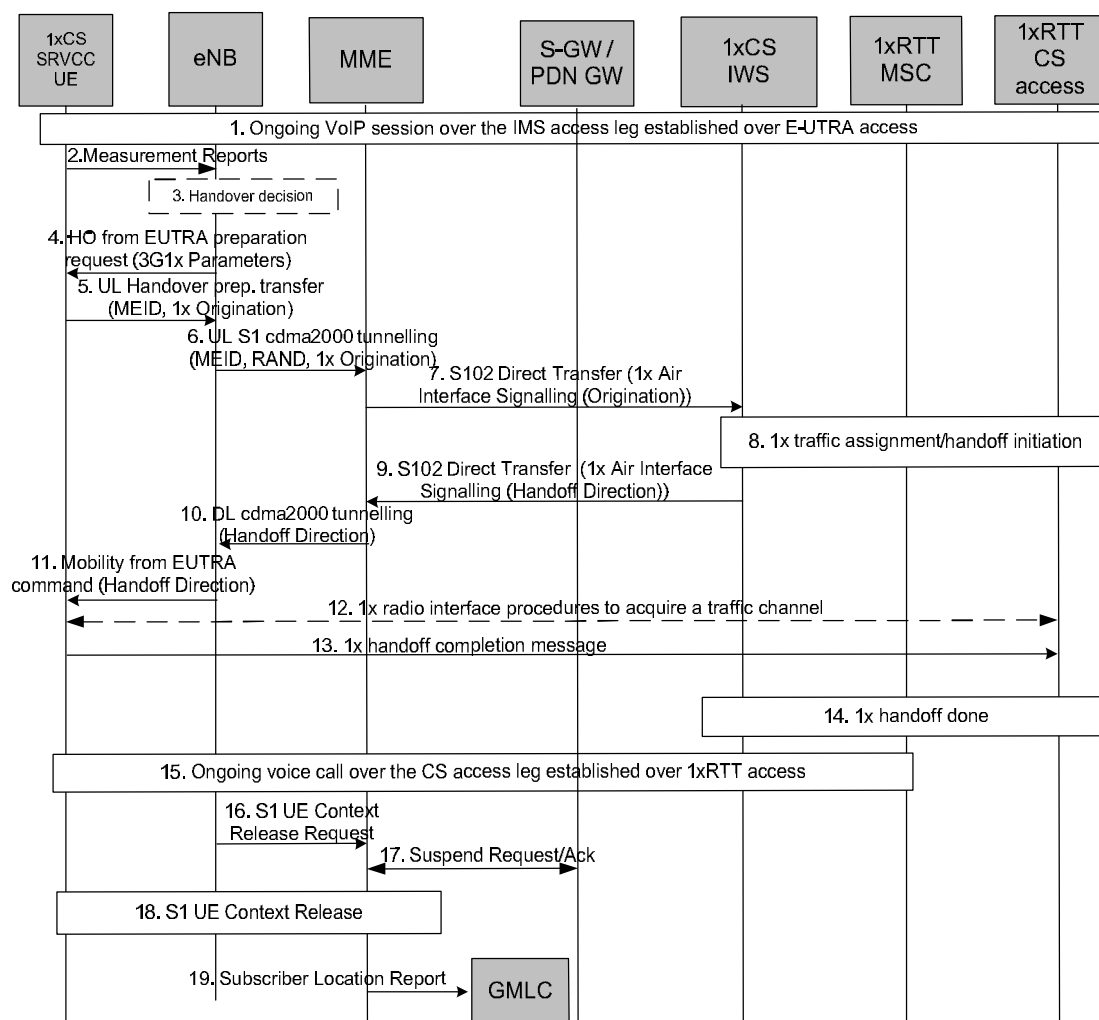 1xCS
SRVCC
UE
eNB
MME
S-GW /
PDN GW
1xCS
IWS
1xRTT
MSC
1xRTT
CS
access
1. Ongoing VoIP session over the IMS access leg established over E-UTRA access
2.Measurement Reports
3. Handover decision
4. HO from EUTRA preparation
request (3G1x Parameters)
5. UL Handover prep. transfer
(MEID, 1x Origination)
6. UL S1 cdma2000 tunnelling
(MEID, RAND, 1x Origination)
7. S102 Direct Transfer (1x Air
Interface Signalling (Origination))
8. 1x traffic assignment/handoff initiation
9. S102 Direct Transfer (1x Air Interface
Signalling (Handoff Direction))
10. DL cdma2000 tunnelling
(Handoff Direction)
11. Mobility from EUTRA
command (Handoff Direction)
12. 1x radio interface procedures to acquire a traffic channel
13. 1x handoff completion message
14. 1x handoff done
15. Ongoing voice call over the CS access leg established over 1xRTT access
16. S1 UE Context
Release Request
17. Suspend Request/Ack
18. S1 UE Context Release
19. Subscriber Location Report
GMLC